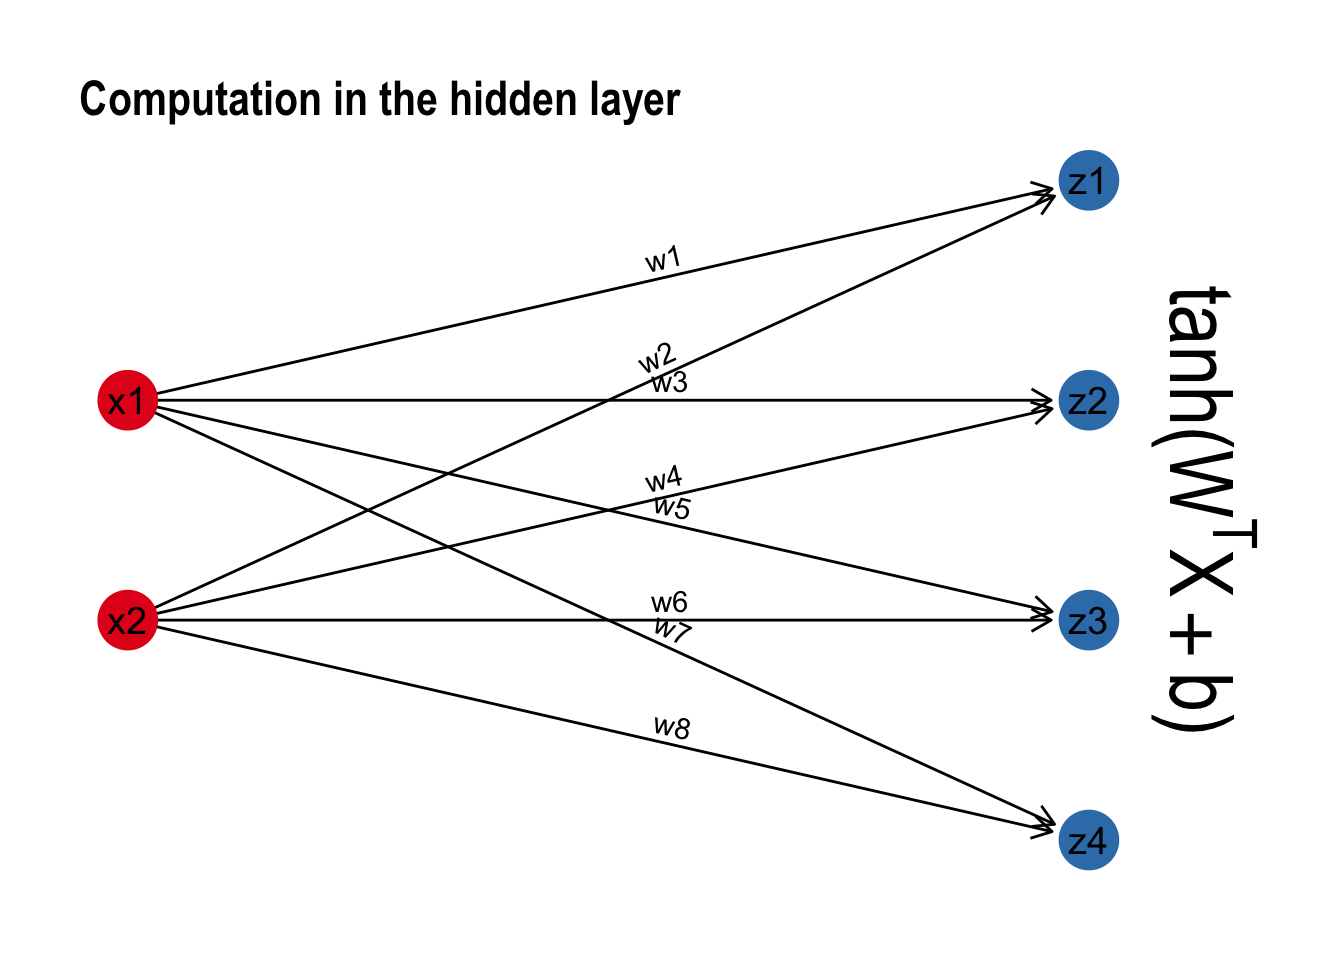 Computation in the hidden layer
z1
w1
w2
w3
x1
z2
w4
w5
w6
x2
z3
w7
w8
z4
tanh(WᵀX + b)